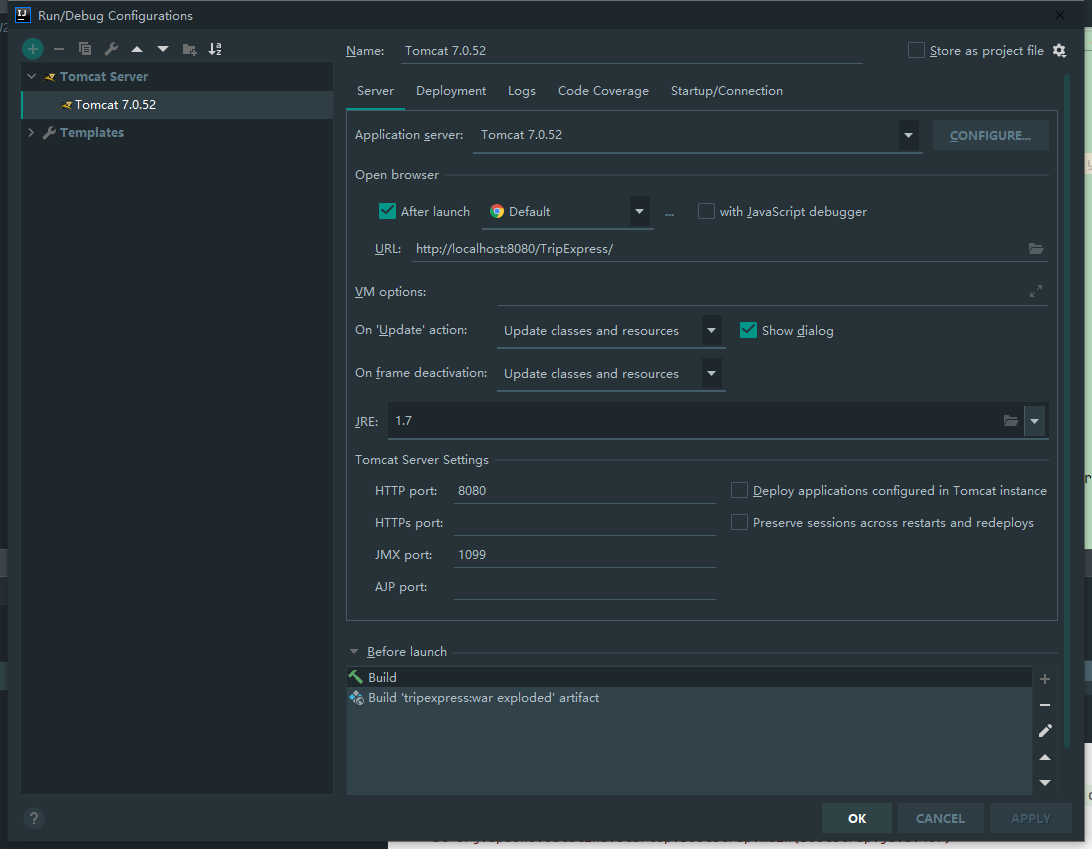 Run/Debug Configurations
Name: Tomcat 7.0.52
Store as project file
Tomcat Server
Tomcat 7.0.52
Templates
Server Deployment Logs Code Coverage Startup/Connection
Application server: Tomcat 7.0.52 CONFIGURE...
Open browser
After launch Default ... with JavaScript debugger
URL: http://localhost:8080/TripExpress/
VM options:
On 'Update' action: Update classes and resources Show dialog
On frame deactivation: Update classes and resources
JRE: 1.7
Tomcat Server Settings
HTTP port: 8080 Deploy applications configured in Tomcat instance
HTTPs port: Preserve sessions across restarts and redeploys
JMX port: 1099
AJP port:
Before launch
Build
Build 'tripexpress:war exploded' artifact
? OK CANCEL APPLY